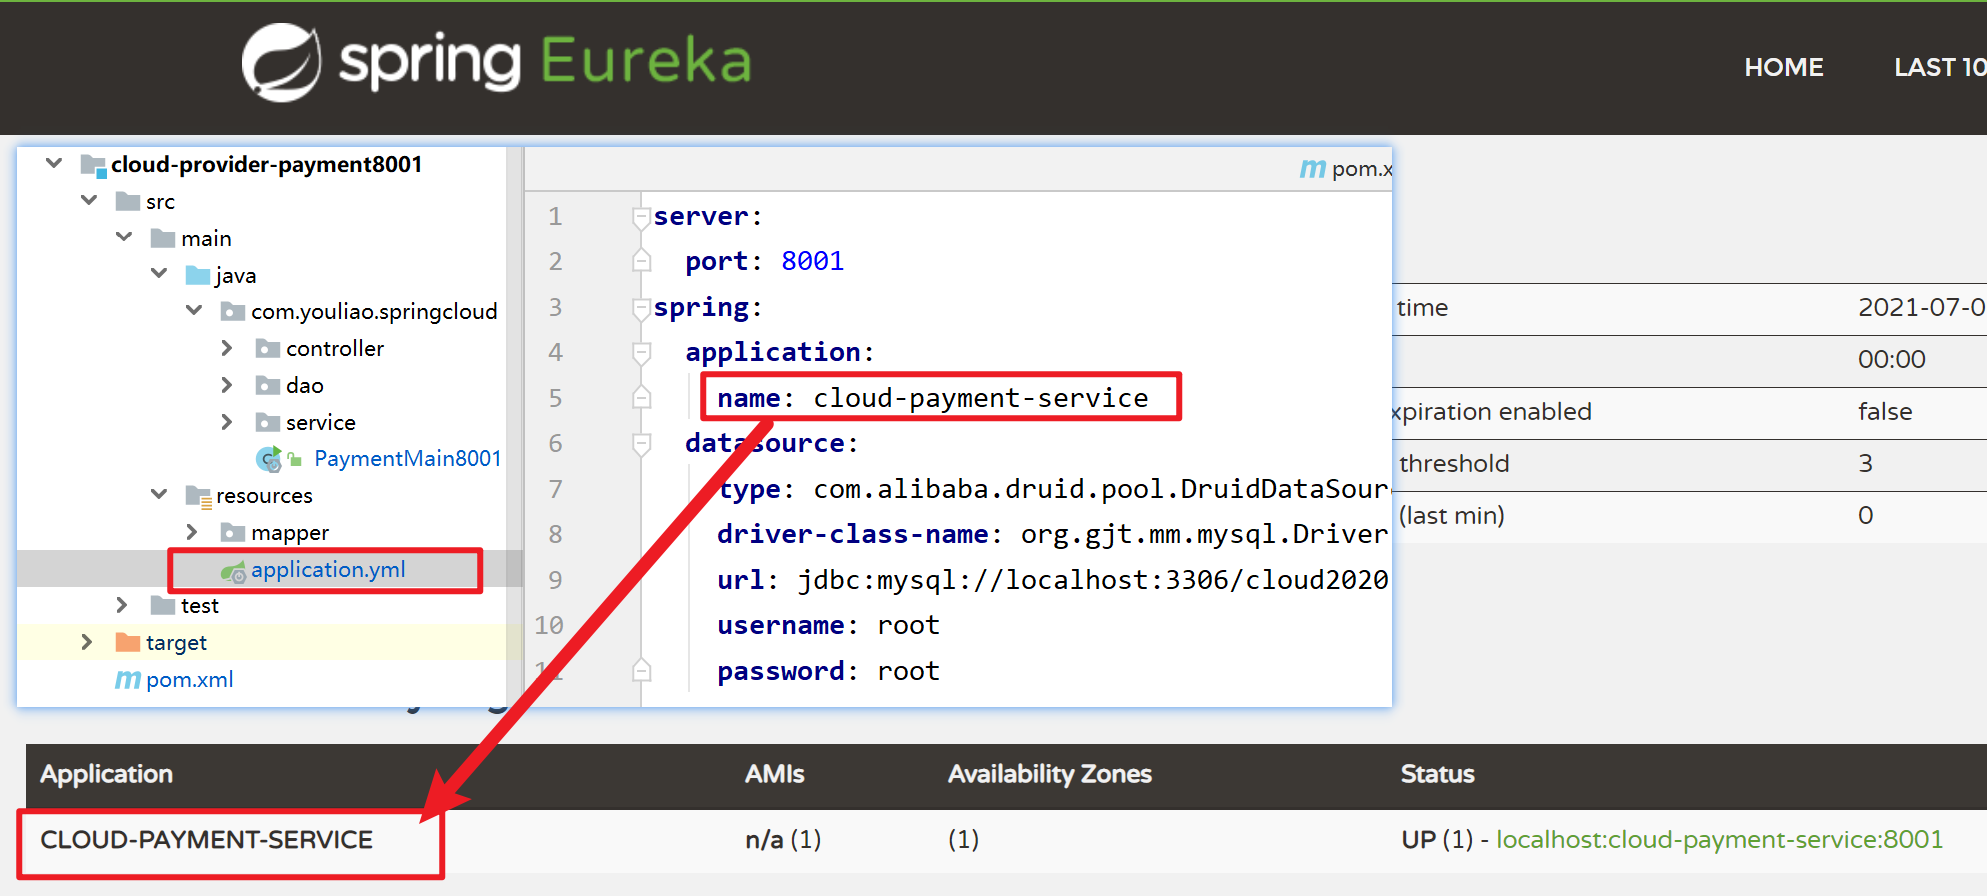 spring Eureka
HOME
LAST 10
cloud-provider-payment8001
src
main
java
com.youliao.springcloud
controller
dao
service
PaymentMain8001
resources
mapper
application.yml
test
target
pom.xml
pom.x
1 server:
2 port: 8001
3 spring:
4 application:
5 name: cloud-payment-service
6 datasource:
7 type: com.alibaba.druid.pool.DruidDataSour
8 driver-class-name: org.gjt.mm.mysql.Driver
9 url: jdbc:mysql://localhost:3306/cloud2020
10 username: root
password: root
time 2021-07-0
00:00
xpiration enabled false
threshold 3
(last min) 0
Application AMIs Availability Zones Status
CLOUD-PAYMENT-SERVICE n/a (1) (1) UP (1) - localhost:cloud-payment-service:8001